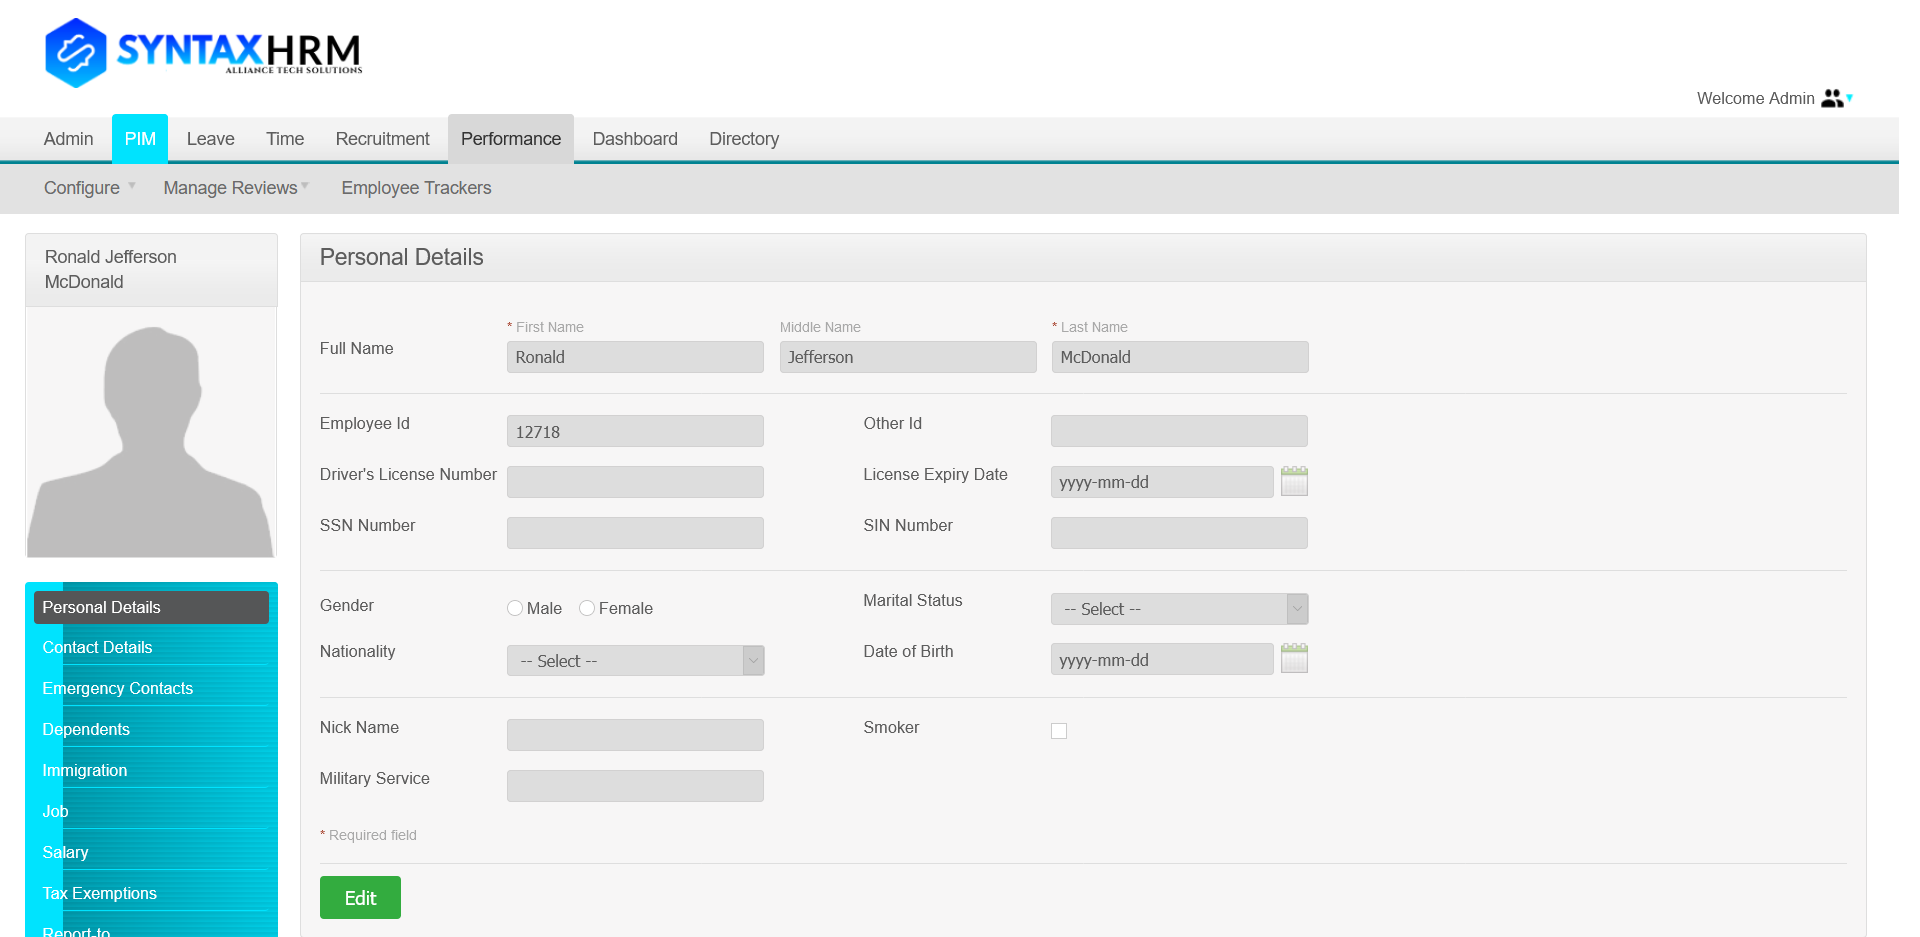 SYNTAXHRM
ALLIANCE TECH SOLUTIONS
Welcome Admin
Admin PIM Leave Time Recruitment Performance Dashboard Directory
Configure Manage Reviews Employee Trackers
Ronald Jefferson
McDonald
Personal Details
* First Name Middle Name * Last Name
Full Name Ronald Jefferson McDonald
Employee Id 12718 Other Id
Driver's License Number License Expiry Date yyyy-mm-dd
SSN Number SIN Number
Gender Male Female Marital Status -- Select --
Nationality -- Select -- Date of Birth yyyy-mm-dd
Nick Name Smoker
Military Service
* Required field
Edit
Personal Details
Contact Details
Emergency Contacts
Dependents
Immigration
Job
Salary
Tax Exemptions
Report-to